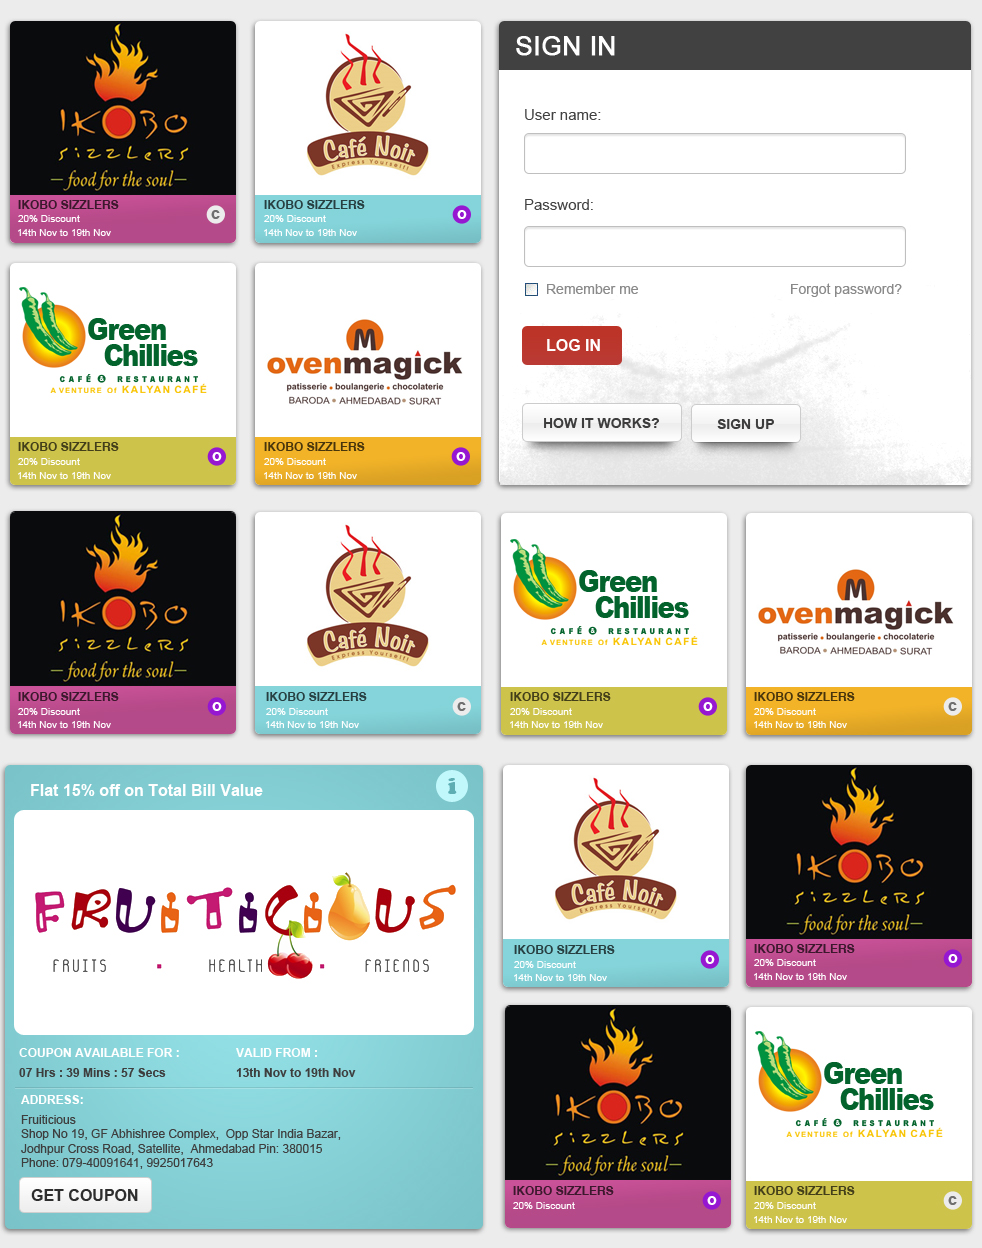 IKOBO
sizzLeRs
food for the soul
IKOBO SIZZLERS
20% Discount
14th Nov to 19th Nov
C
Café Noir
Express Yourself!
IKOBO SIZZLERS
20% Discount
14th Nov to 19th Nov
O
SIGN IN
User name:
Password:
Remember me
Forgot password?
LOG IN
HOW IT WORKS?
SIGN UP
Green
Chillies
CAFÉ & RESTAURANT
A VENTURE OF KALYAN CAFÉ
IKOBO SIZZLERS
20% Discount
14th Nov to 19th Nov
O
M
ovenmagick
patisserie • boulangerie • chocolaterie
BARODA • AHMEDABAD • SURAT
IKOBO SIZZLERS
20% Discount
14th Nov to 19th Nov
O
IKOBO
sizzLeRs
food for the soul
IKOBO SIZZLERS
20% Discount
14th Nov to 19th Nov
O
Café Noir
Express Yourself!
IKOBO SIZZLERS
20% Discount
14th Nov to 19th Nov
C
Green
Chillies
CAFÉ & RESTAURANT
A VENTURE OF KALYAN CAFÉ
IKOBO SIZZLERS
20% Discount
14th Nov to 19th Nov
O
M
ovenmagick
patisserie • boulangerie • chocolaterie
BARODA • AHMEDABAD • SURAT
IKOBO SIZZLERS
20% Discount
14th Nov to 19th Nov
C
Flat 15% off on Total Bill Value
i
FRUiTiCiOUS
FRUITS • HEALTH • FRIENDS
COUPON AVAILABLE FOR :
07 Hrs : 39 Mins : 57 Secs
VALID FROM :
13th Nov to 19th Nov
ADDRESS:
Fruiticious
Shop No 19, GF Abhishree Complex, Opp Star India Bazar,
Jodhpur Cross Road, Satellite, Ahmedabad Pin: 380015
Phone: 079-40091641, 9925017643
GET COUPON
Café Noir
Express Yourself!
IKOBO SIZZLERS
20% Discount
14th Nov to 19th Nov
O
IKOBO
sizzLeRs
food for the soul
IKOBO SIZZLERS
20% Discount
14th Nov to 19th Nov
O
IKOBO
sizzLeRs
food for the soul
IKOBO SIZZLERS
20% Discount
O
Green
Chillies
CAFÉ & RESTAURANT
A VENTURE OF KALYAN CAFÉ
IKOBO SIZZLERS
20% Discount
14th Nov to 19th Nov
C